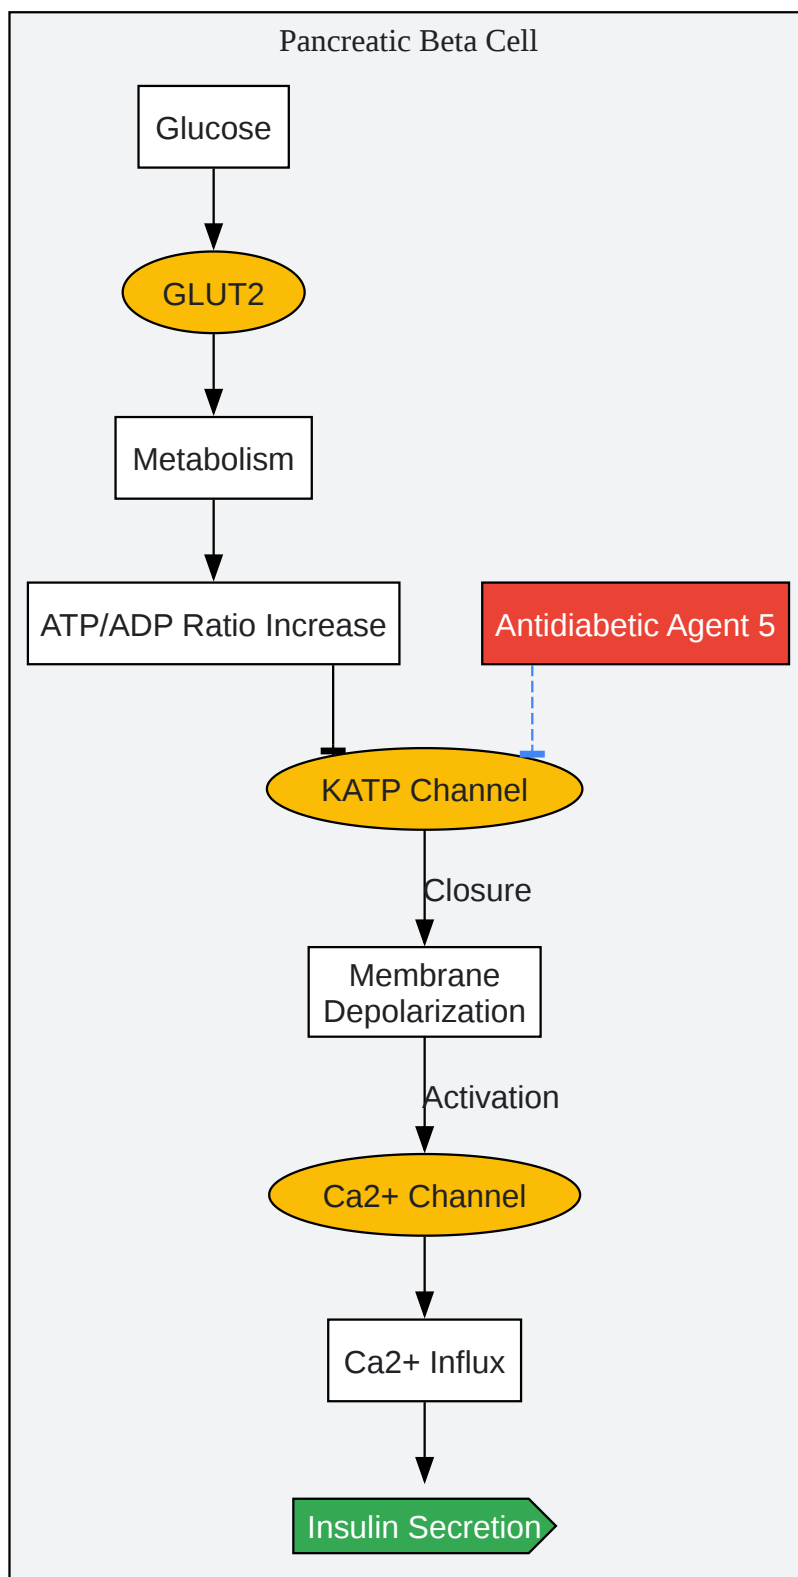 Pancreatic Beta Cell
Glucose
GLUT2
Metabolism
ATP/ADP Ratio Increase
Antidiabetic Agent 5
KATP Channel
Closure
Membrane
Depolarization
Activation
Ca2+ Channel
Ca2+ Influx
Insulin Secretion